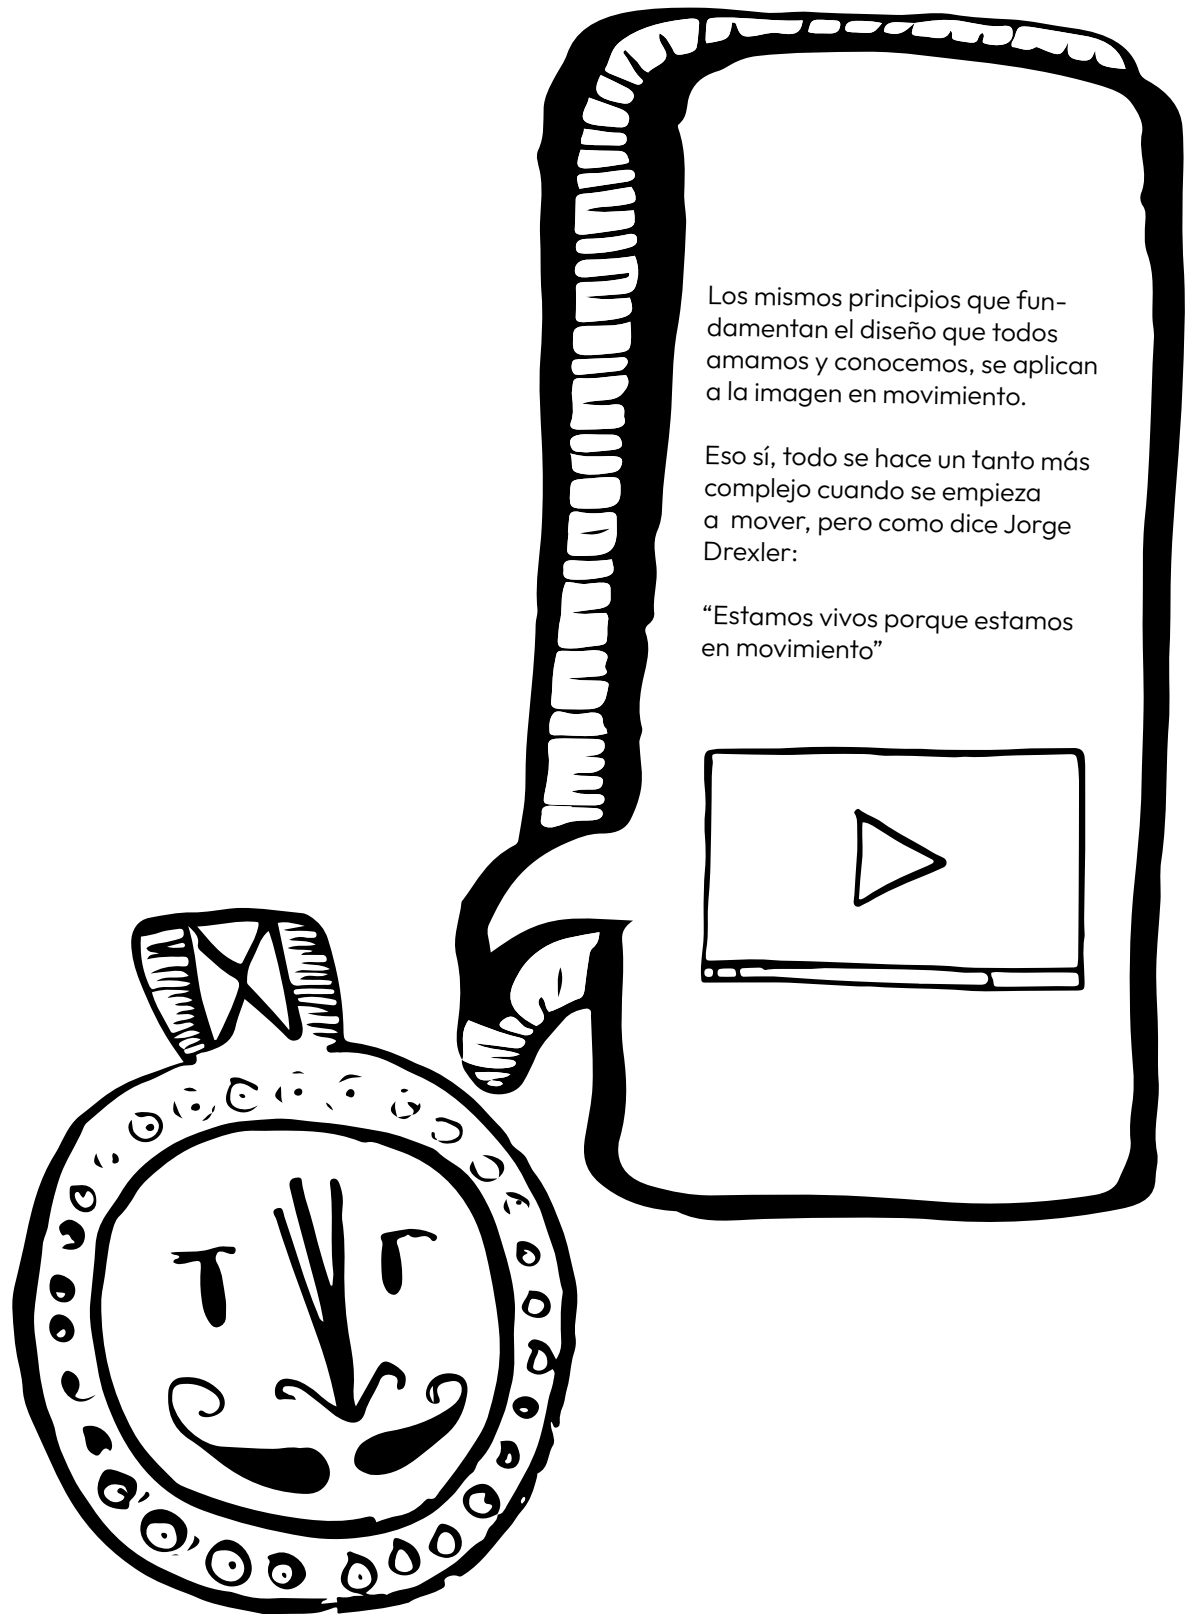 Los mismos principios que fun-
damentan el diseño que todos
amamos y conocemos, se aplican
a la imagen en movimiento.
Eso sí, todo se hace un tanto más
complejo cuando se empieza
a  mover, pero como dice Jorge
Drexler:
“Estamos vivos porque estamos
en movimiento”